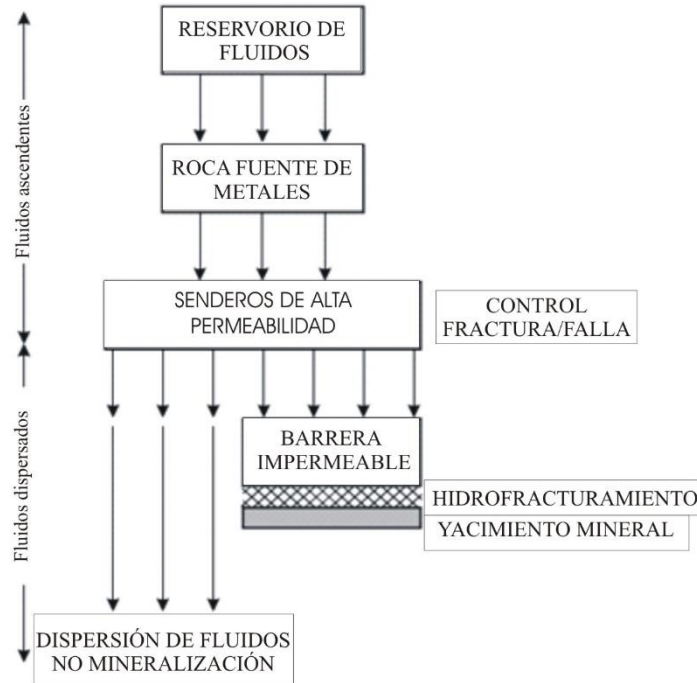 RESERVORIO DE
FLUIDOS
Fluidos ascendentes
ROCA FUENTE DE
METALES
SENDEROS DE ALTA
PERMEABILIDAD
CONTROL
FRACTURA/FALLA
Fluidos dispersados
BARRERA
IMPERMEABLE
HIDROFRACTURAMIENTO
YACIMIENTO MINERAL
DISPERSIÓN DE FLUIDOS
NO MINERALIZACIÓN